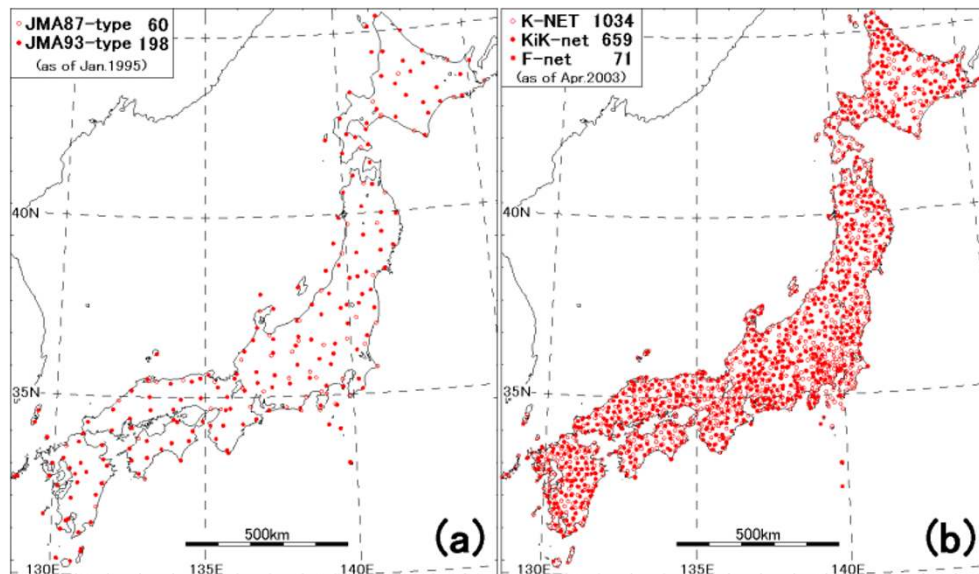 JMA87-type 60
JMA93-type 198
(as of Jan.1995)
40N
35N
130E
135E
140E
500km
(a)
K-NET 1034
KiK-net 659
F-net 71
(as of Apr.2003)
40N
35N
130E
135E
140E
500km
(b)